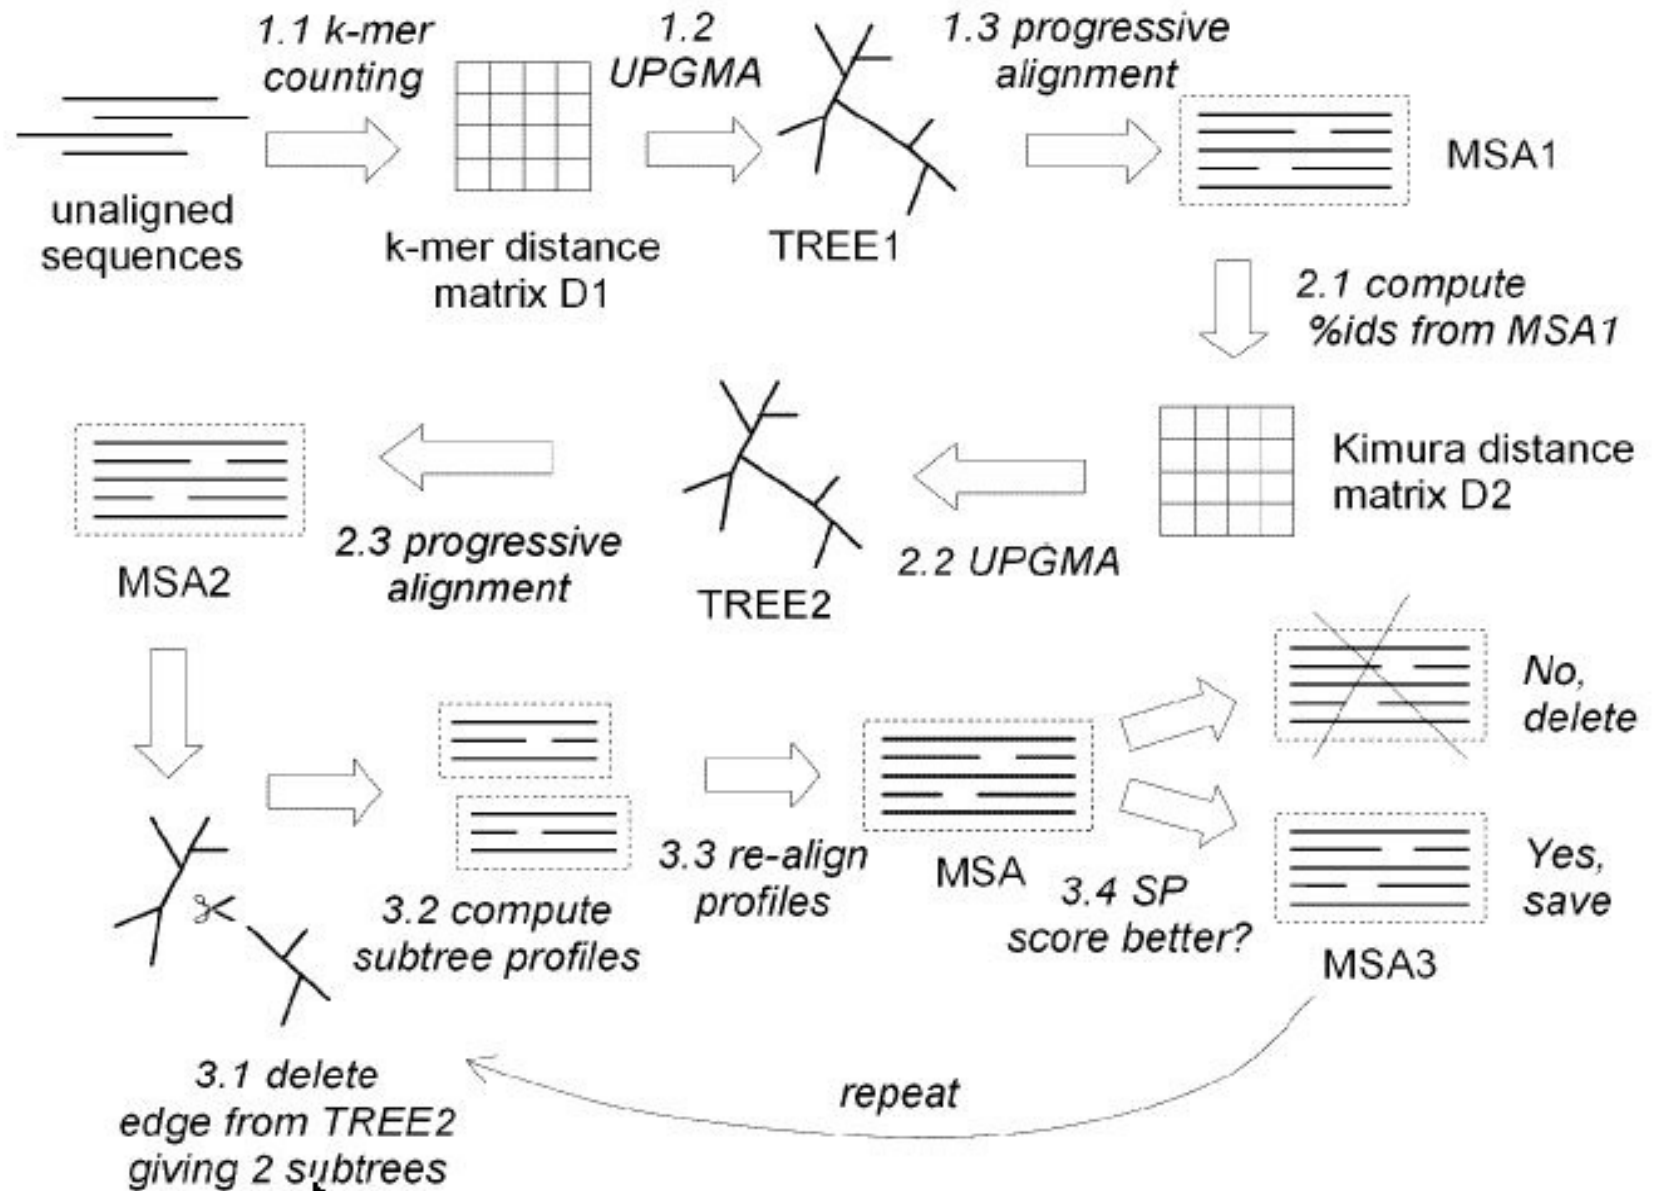 1.1 k-mer
counting
1.2
UPGMA
1.3 progressive
alignment
unaligned
sequences
k-mer distance
matrix D1
TREE1
MSA1
2.1 compute
%ids from MSA1
Kimura distance
matrix D2
2.2 UPGMA
TREE2
2.3 progressive
alignment
MSA2
3.1 delete
edge from TREE2
giving 2 subtrees
3.2 compute
subtree profiles
3.3 re-align
profiles
MSA
3.4 SP
score better?
No,
delete
Yes,
save
MSA3
repeat